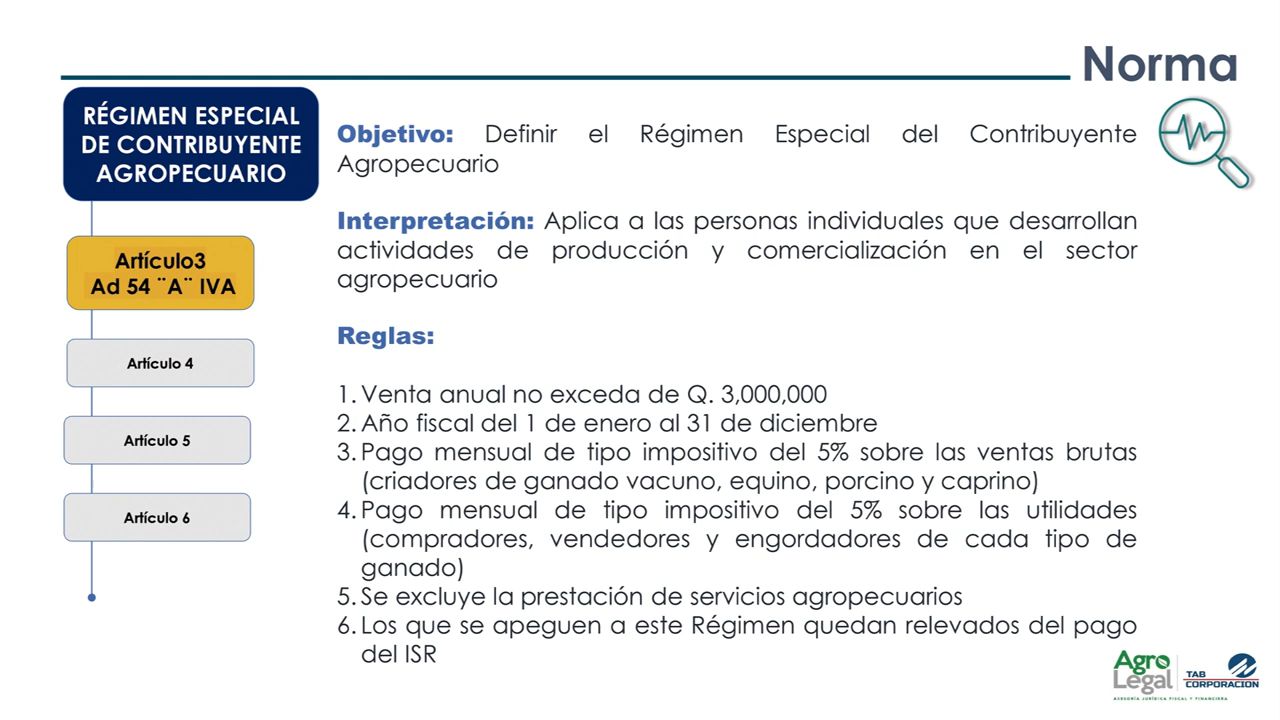 Norma
RÉGIMEN ESPECIAL
DE CONTRIBUYENTE
AGROPECUARIO
Artículo3
Ad 54 ¨A¨ IVA
Artículo 4
Artículo 5
Artículo 6
Objetivo: Definir el Régimen Especial del Contribuyente
Agropecuario
Interpretación: Aplica a las personas individuales que desarrollan
actividades de producción y comercialización en el sector
agropecuario
Reglas:
1. Venta anual no exceda de Q. 3,000,000
2. Año fiscal del 1 de enero al 31 de diciembre
3. Pago mensual de tipo impositivo del 5% sobre las ventas brutas
(criadores de ganado vacuno, equino, porcino y caprino)
4. Pago mensual de tipo impositivo del 5% sobre las utilidades
(compradores, vendedores y engordadores de cada tipo de
ganado)
5. Se excluye la prestación de servicios agropecuarios
6. Los que se apeguen a este Régimen quedan relevados del pago
del ISR
Agro
Legal
ASESORÍA JURÍDICA FISCAL Y FINANCIERA
TAB
CORPORACION